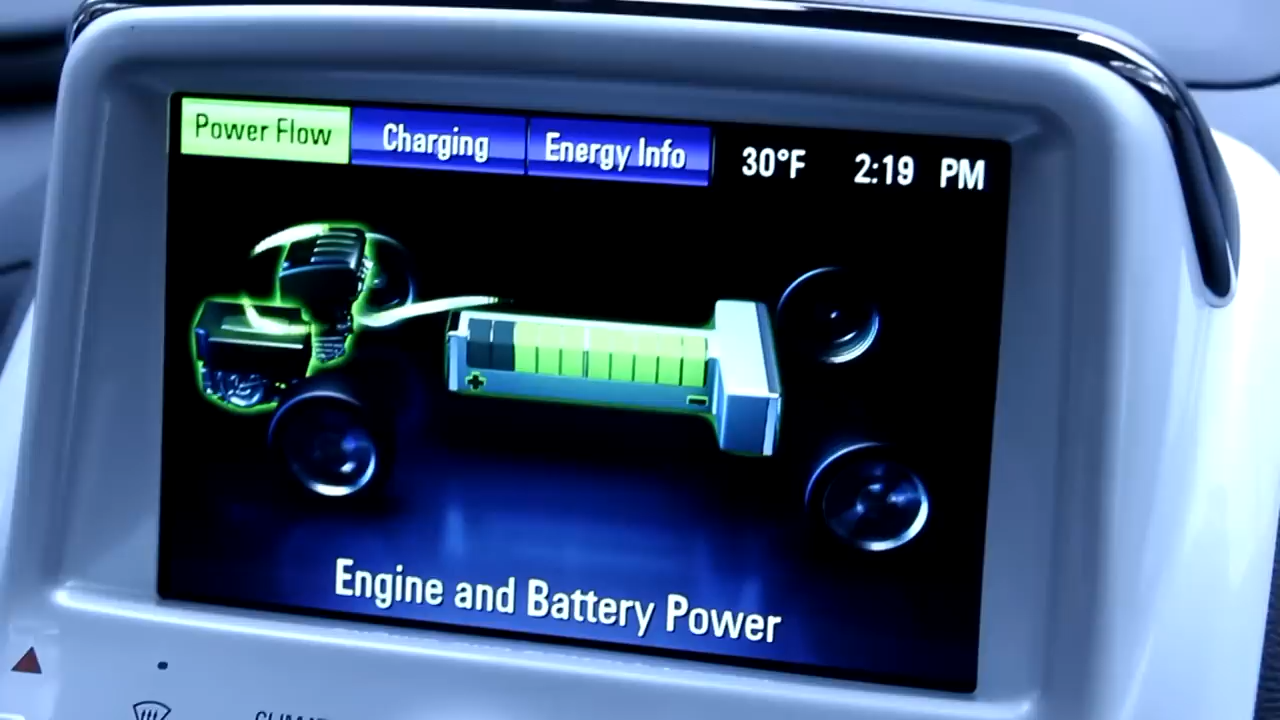 Power Flow
Charging
Energy Info
30°F
2:19 PM
Engine and Battery Power